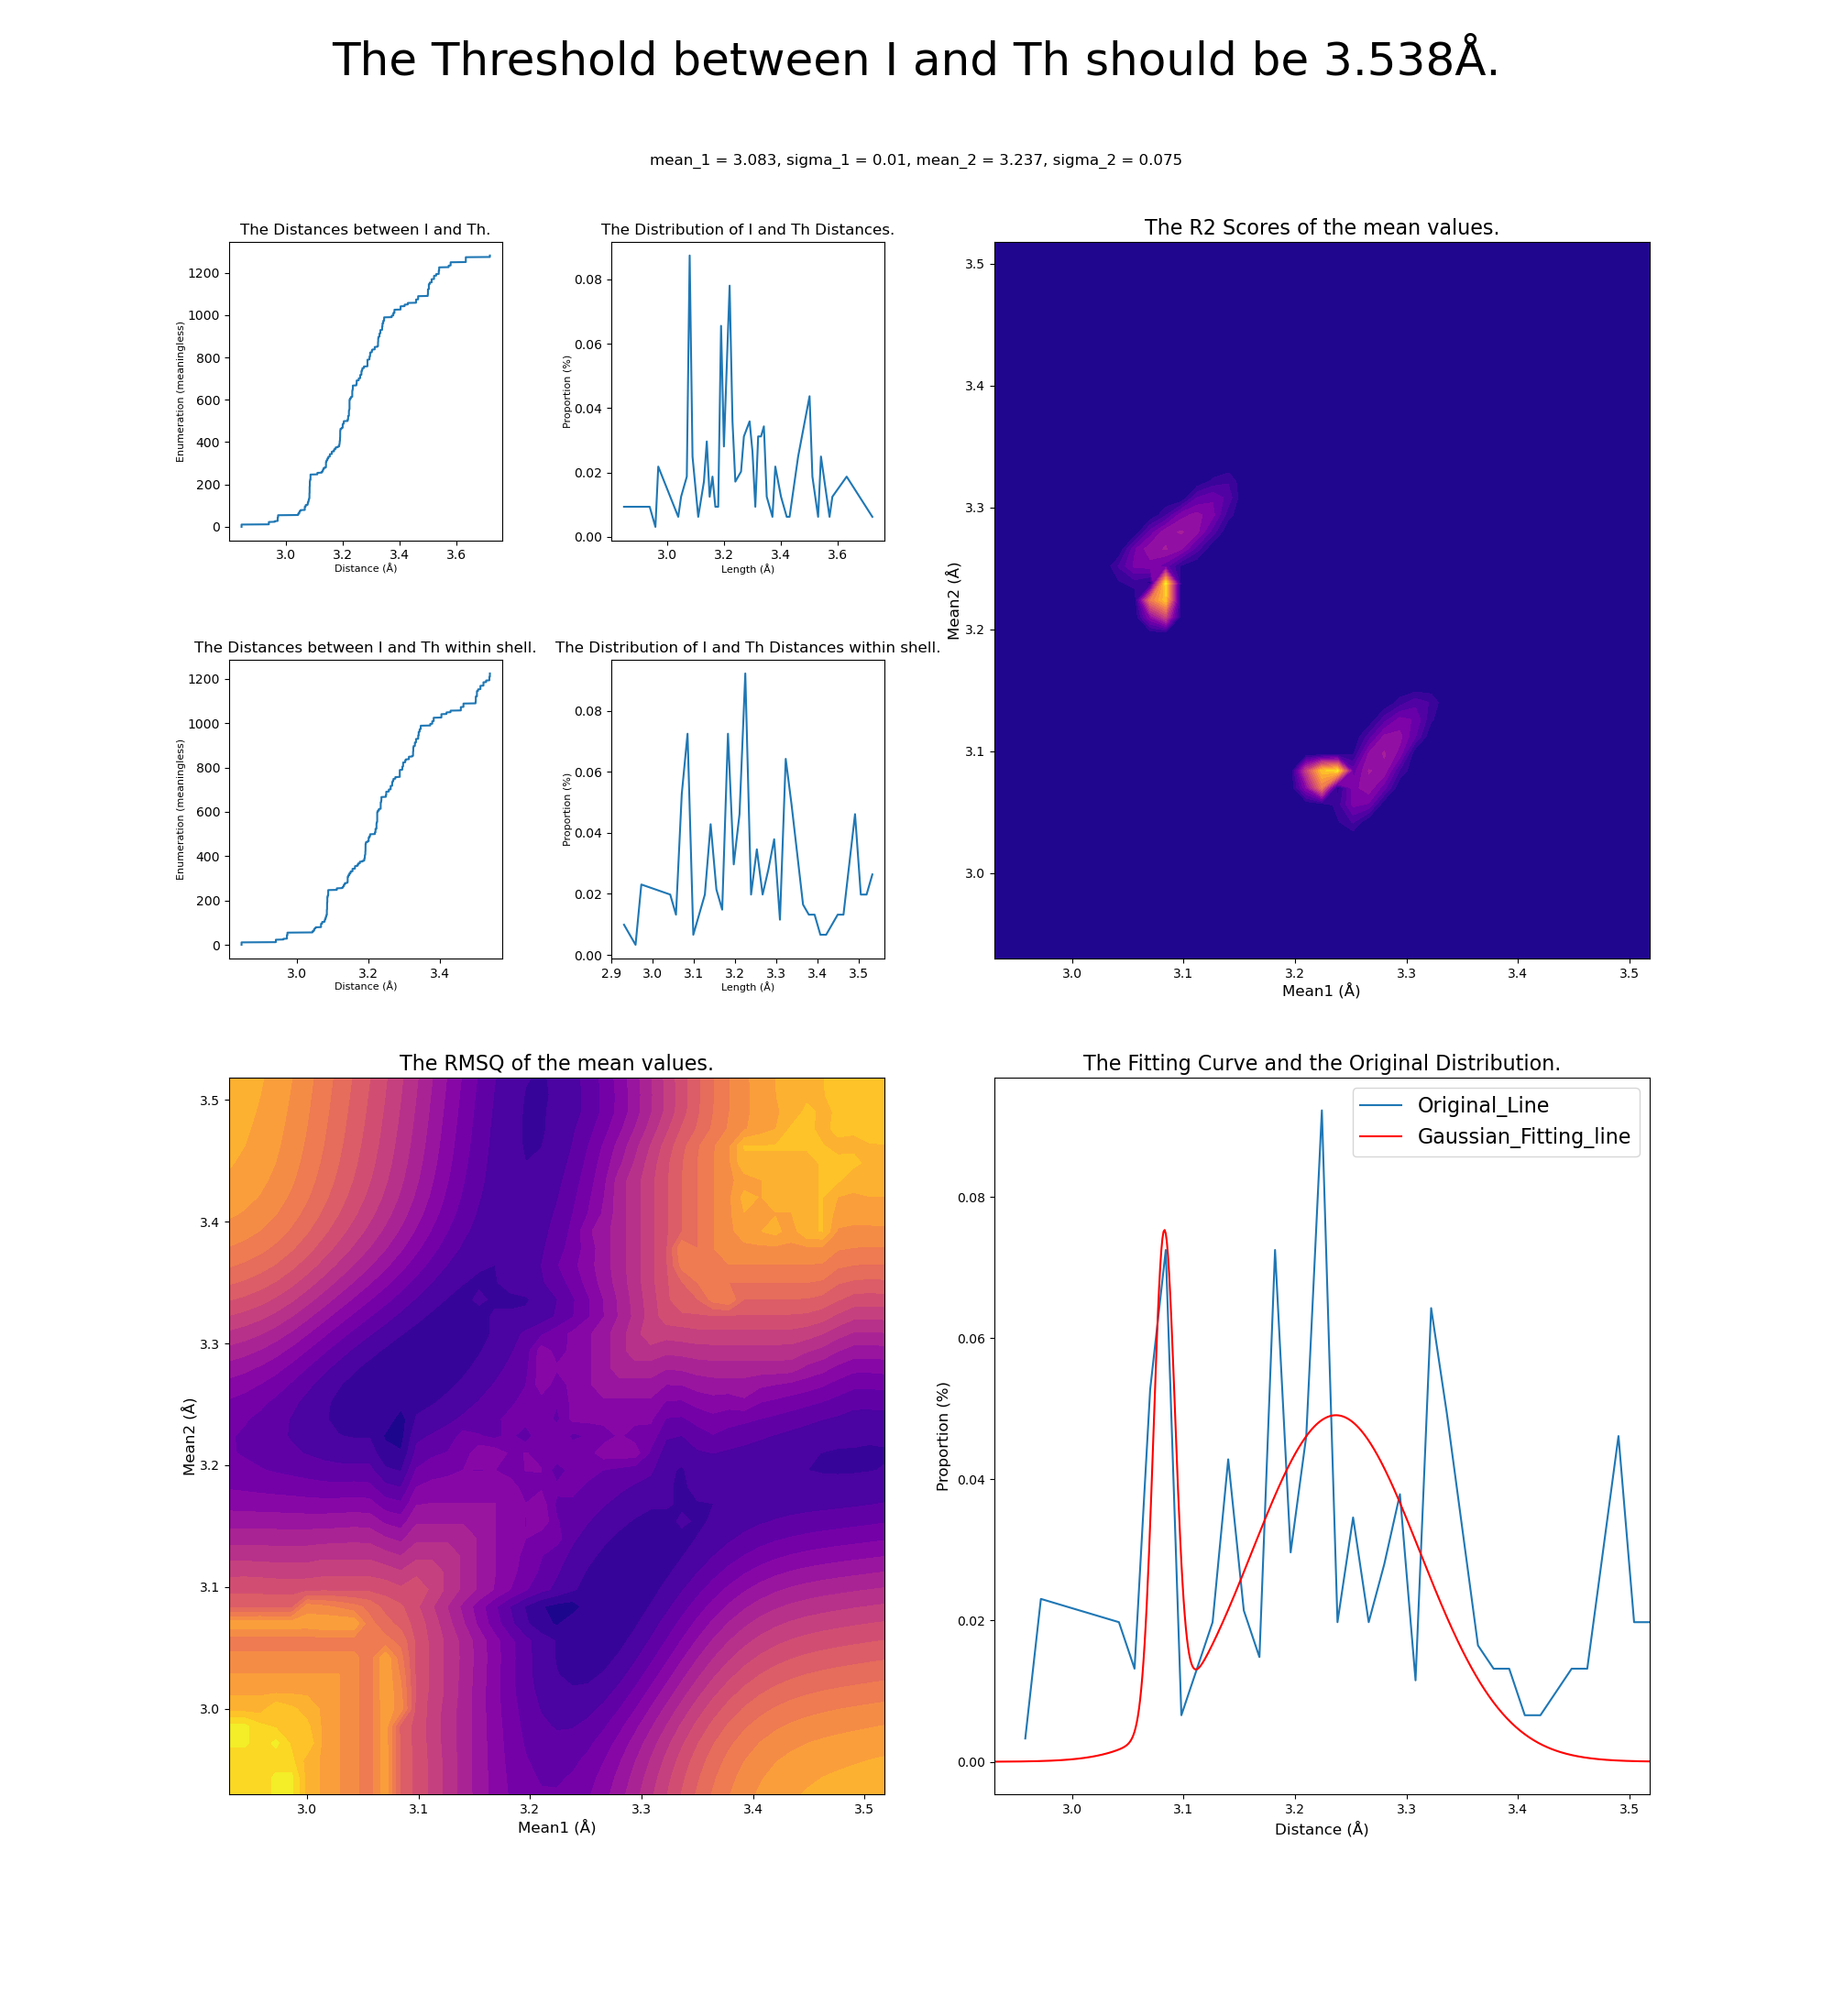 The Threshold between I and Th should be 3.538Å.
mean_1 = 3.083, sigma_1 = 0.01, mean_2 = 3.237, sigma_2 = 0.075
The Distances between I and Th.
Enumeration (meaningless)
1200
1000
800
600
400
200
0
3.0 3.2 3.4 3.6
Distance (Å)
The Distribution of I and Th Distances.
Proportion (%)
0.08
0.06
0.04
0.02
0.00
3.0 3.2 3.4 3.6
Length (Å)
The R2 Scores of the mean values.
Mean2 (Å)
3.5
3.4
3.3
3.2
3.1
3.0
3.0 3.1 3.2 3.3 3.4 3.5
Mean1 (Å)
The Distances between I and Th within shell.
Enumeration (meaningless)
1200
1000
800
600
400
200
0
3.0 3.2 3.4
Distance (Å)
The Distribution of I and Th Distances within shell.
Proportion (%)
0.08
0.06
0.04
0.02
0.00
2.9 3.0 3.1 3.2 3.3 3.4 3.5
Length (Å)
The RMSQ of the mean values.
Mean2 (Å)
3.5
3.4
3.3
3.2
3.1
3.0
3.0 3.1 3.2 3.3 3.4 3.5
Mean1 (Å)
The Fitting Curve and the Original Distribution.
Original_Line
Gaussian_Fitting_line
Proportion (%)
0.08
0.06
0.04
0.02
0.00
3.0 3.1 3.2 3.3 3.4 3.5
Distance (Å)